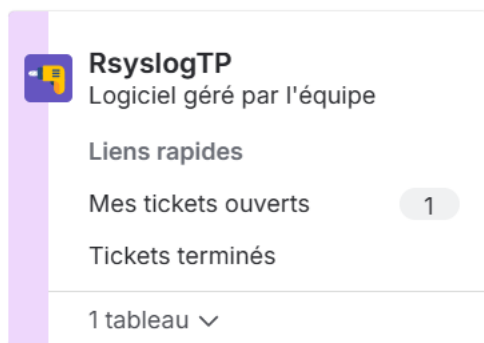 RsyslogTP
Logiciel géré par l'équipe
Liens rapides
Mes tickets ouverts 1
Tickets terminés
1 tableau